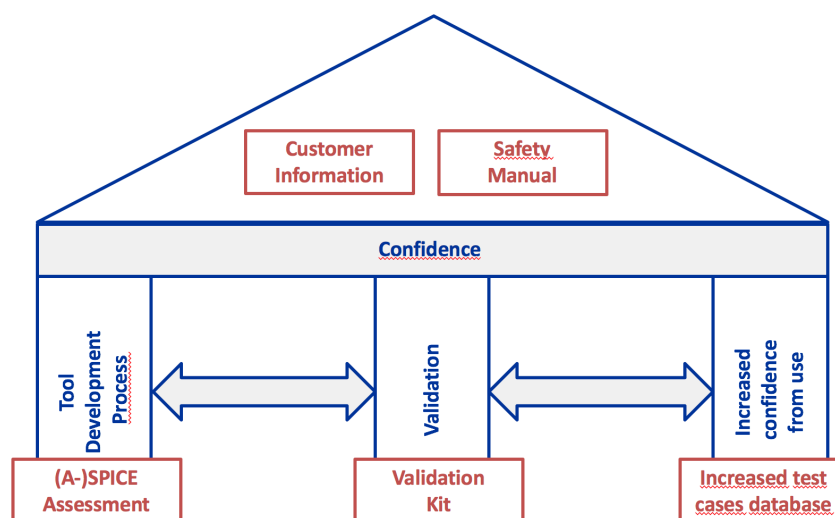 Customer
Information
Safety
Manual
Confidence
Tool
Development
Process
Validation
Increased
confidence
from use
(A-)SPICE
Assessment
Validation
Kit
Increased test
cases database